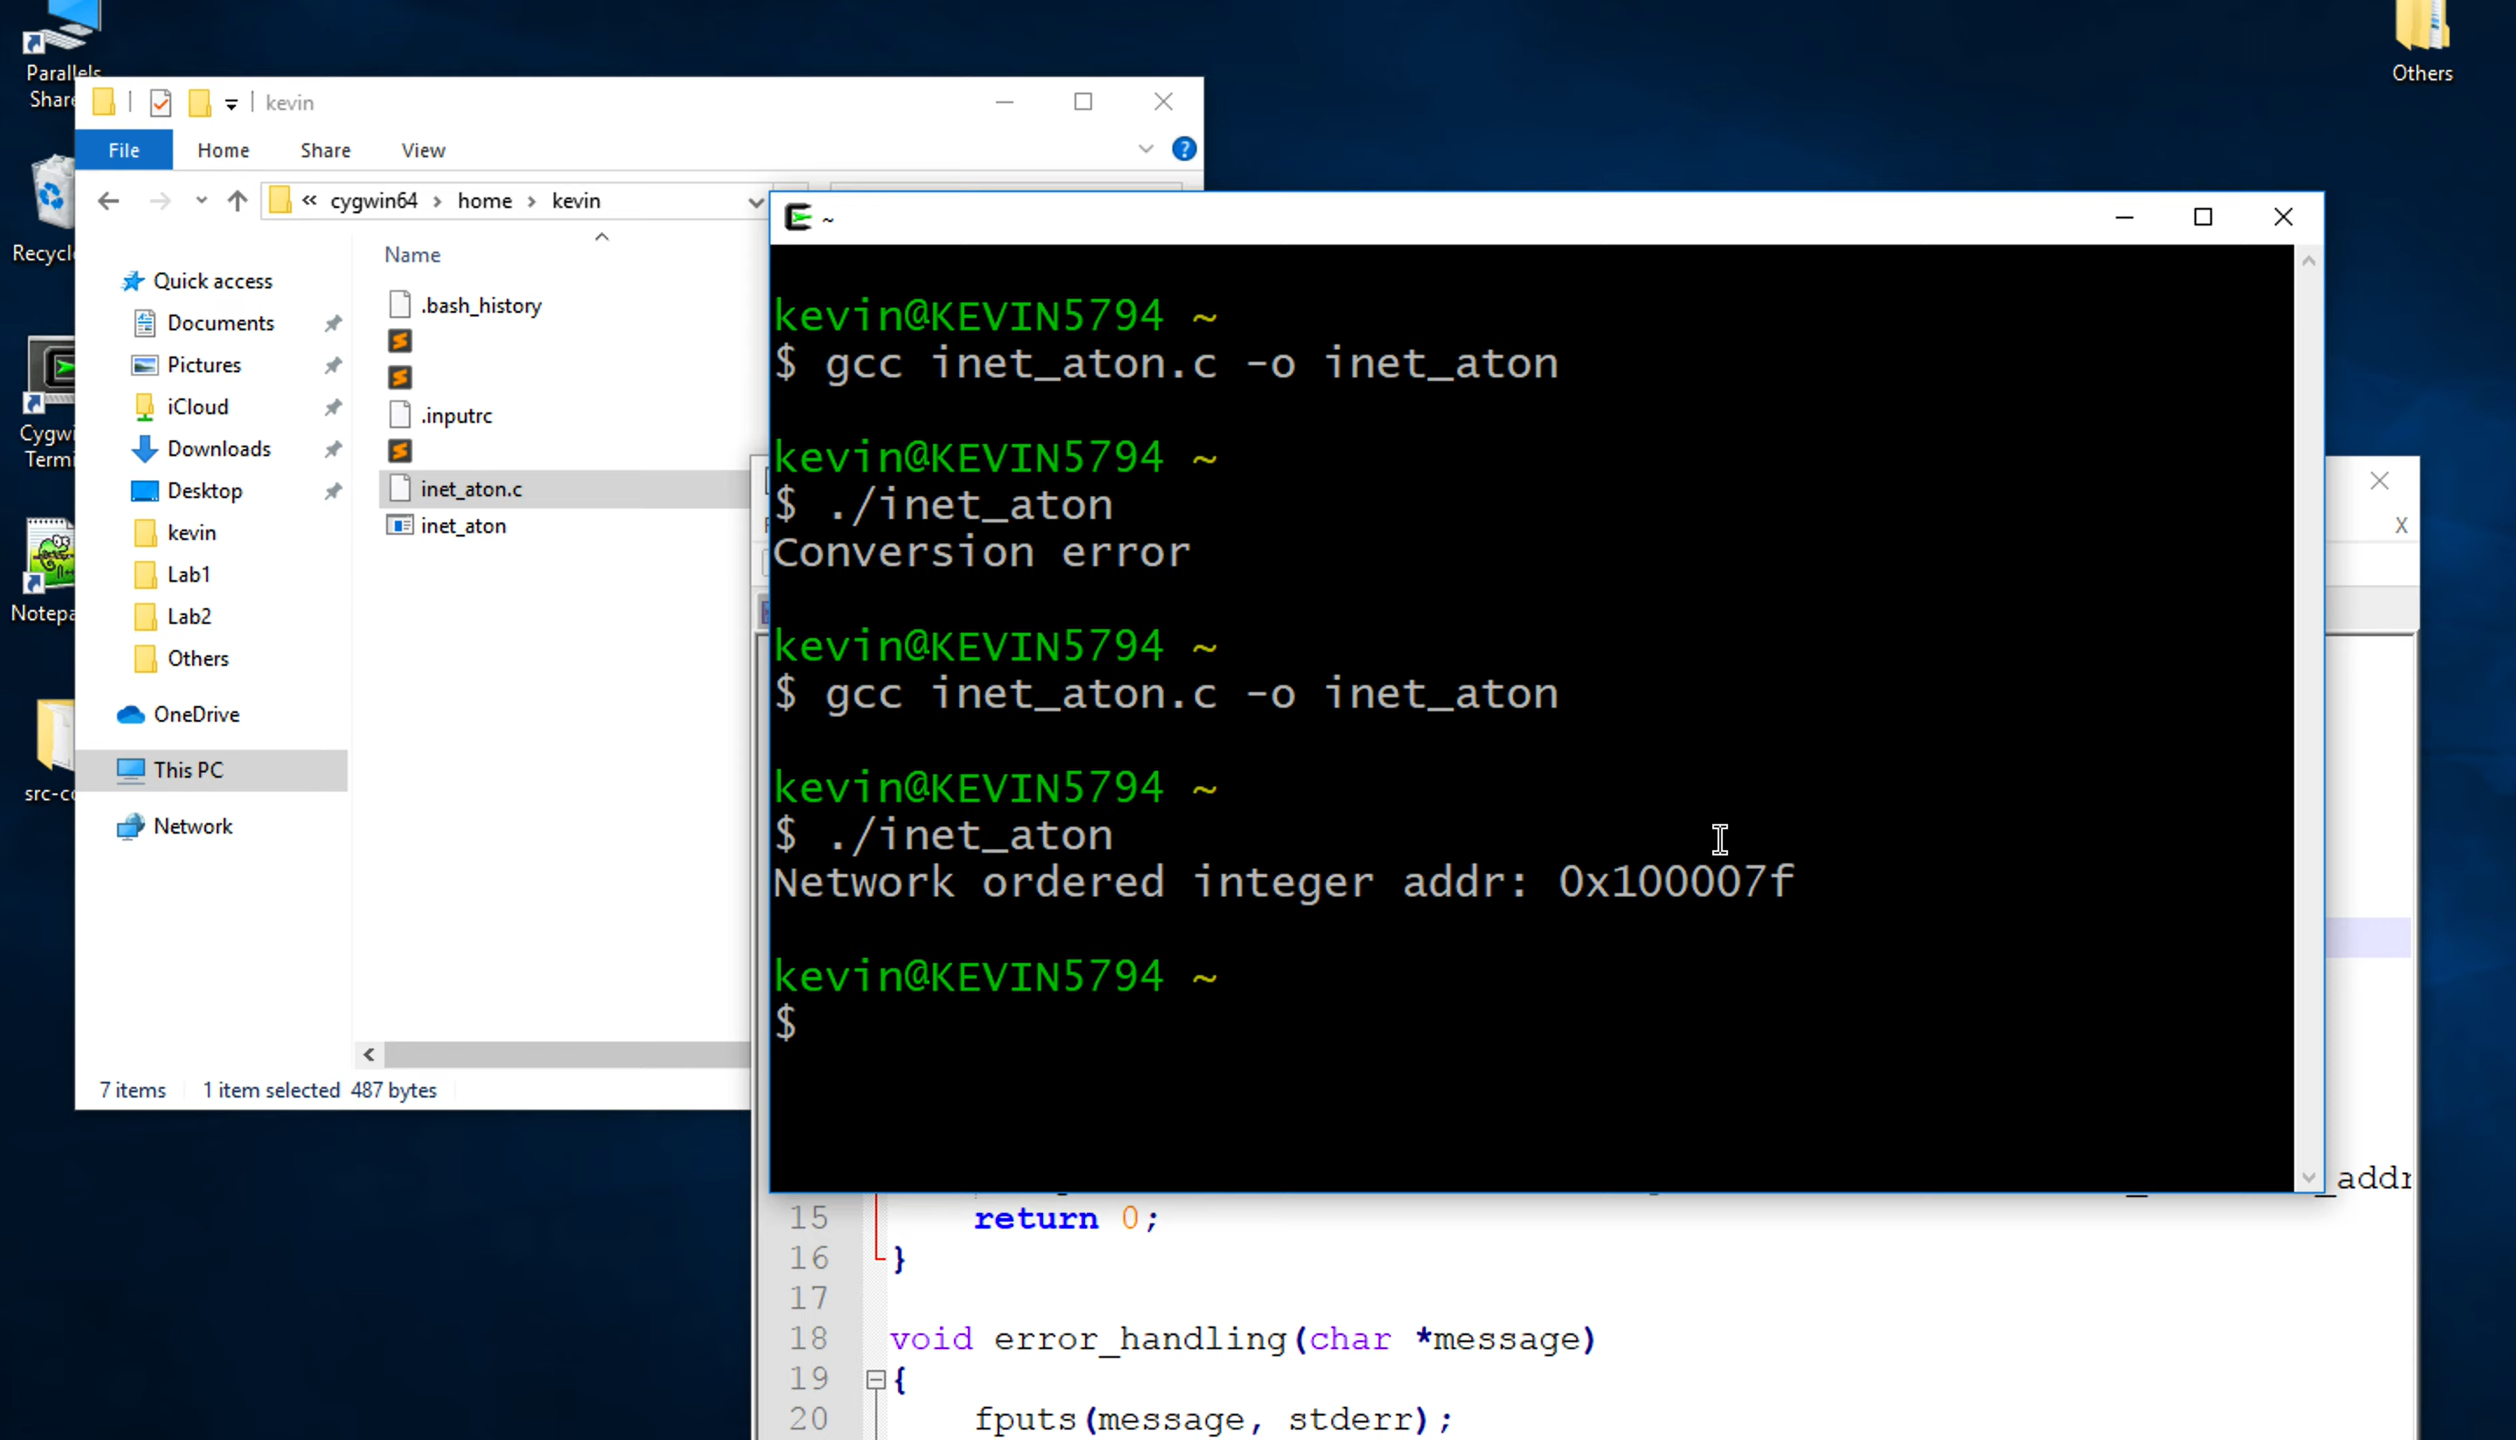 Parallels
Share
Others
kevin
File
Home
Share
View
« cygwin64 › home › kevin
Name
Recycle
Quick access
Documents
Pictures
iCloud
Downloads
Desktop
kevin
Lab1
Lab2
Others
OneDrive
This PC
Network
.bash_history
.inputrc
inet_aton.c
inet_aton
Cygwi
Termi
Notepa
src-co
7 items
1 item selected 487 bytes
~
kevin@KEVIN5794 ~
$ gcc inet_aton.c -o inet_aton
kevin@KEVIN5794 ~
$ ./inet_aton
Conversion error
kevin@KEVIN5794 ~
$ gcc inet_aton.c -o inet_aton
kevin@KEVIN5794 ~
$ ./inet_aton
Network ordered integer addr: 0x100007f
kevin@KEVIN5794 ~
$
X
_addr
15 return 0;
16 }
17
18 void error_handling(char *message)
19 {
20 fputs(message, stderr);